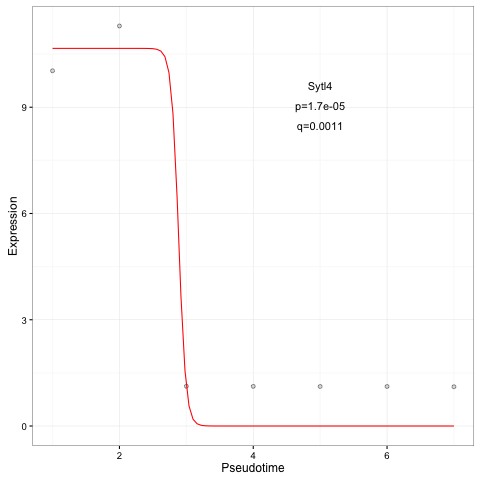 Sytl4
p=1.7e-05
q=0.0011
9
6
3
0
Expression
2
4
6
Pseudotime